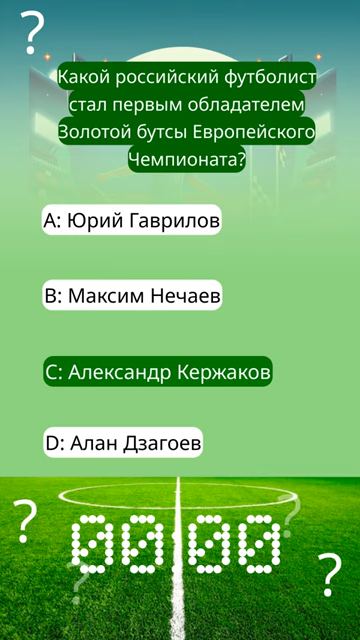 ?
Какой российский футболист
стал первым обладателем
Золотой бутсы Европейского
Чемпионата?
A: Юрий Гаврилов
B: Максим Нечаев
C: Александр Кержаков
D: Алан Дзагоев
?
?
00:00
?
?